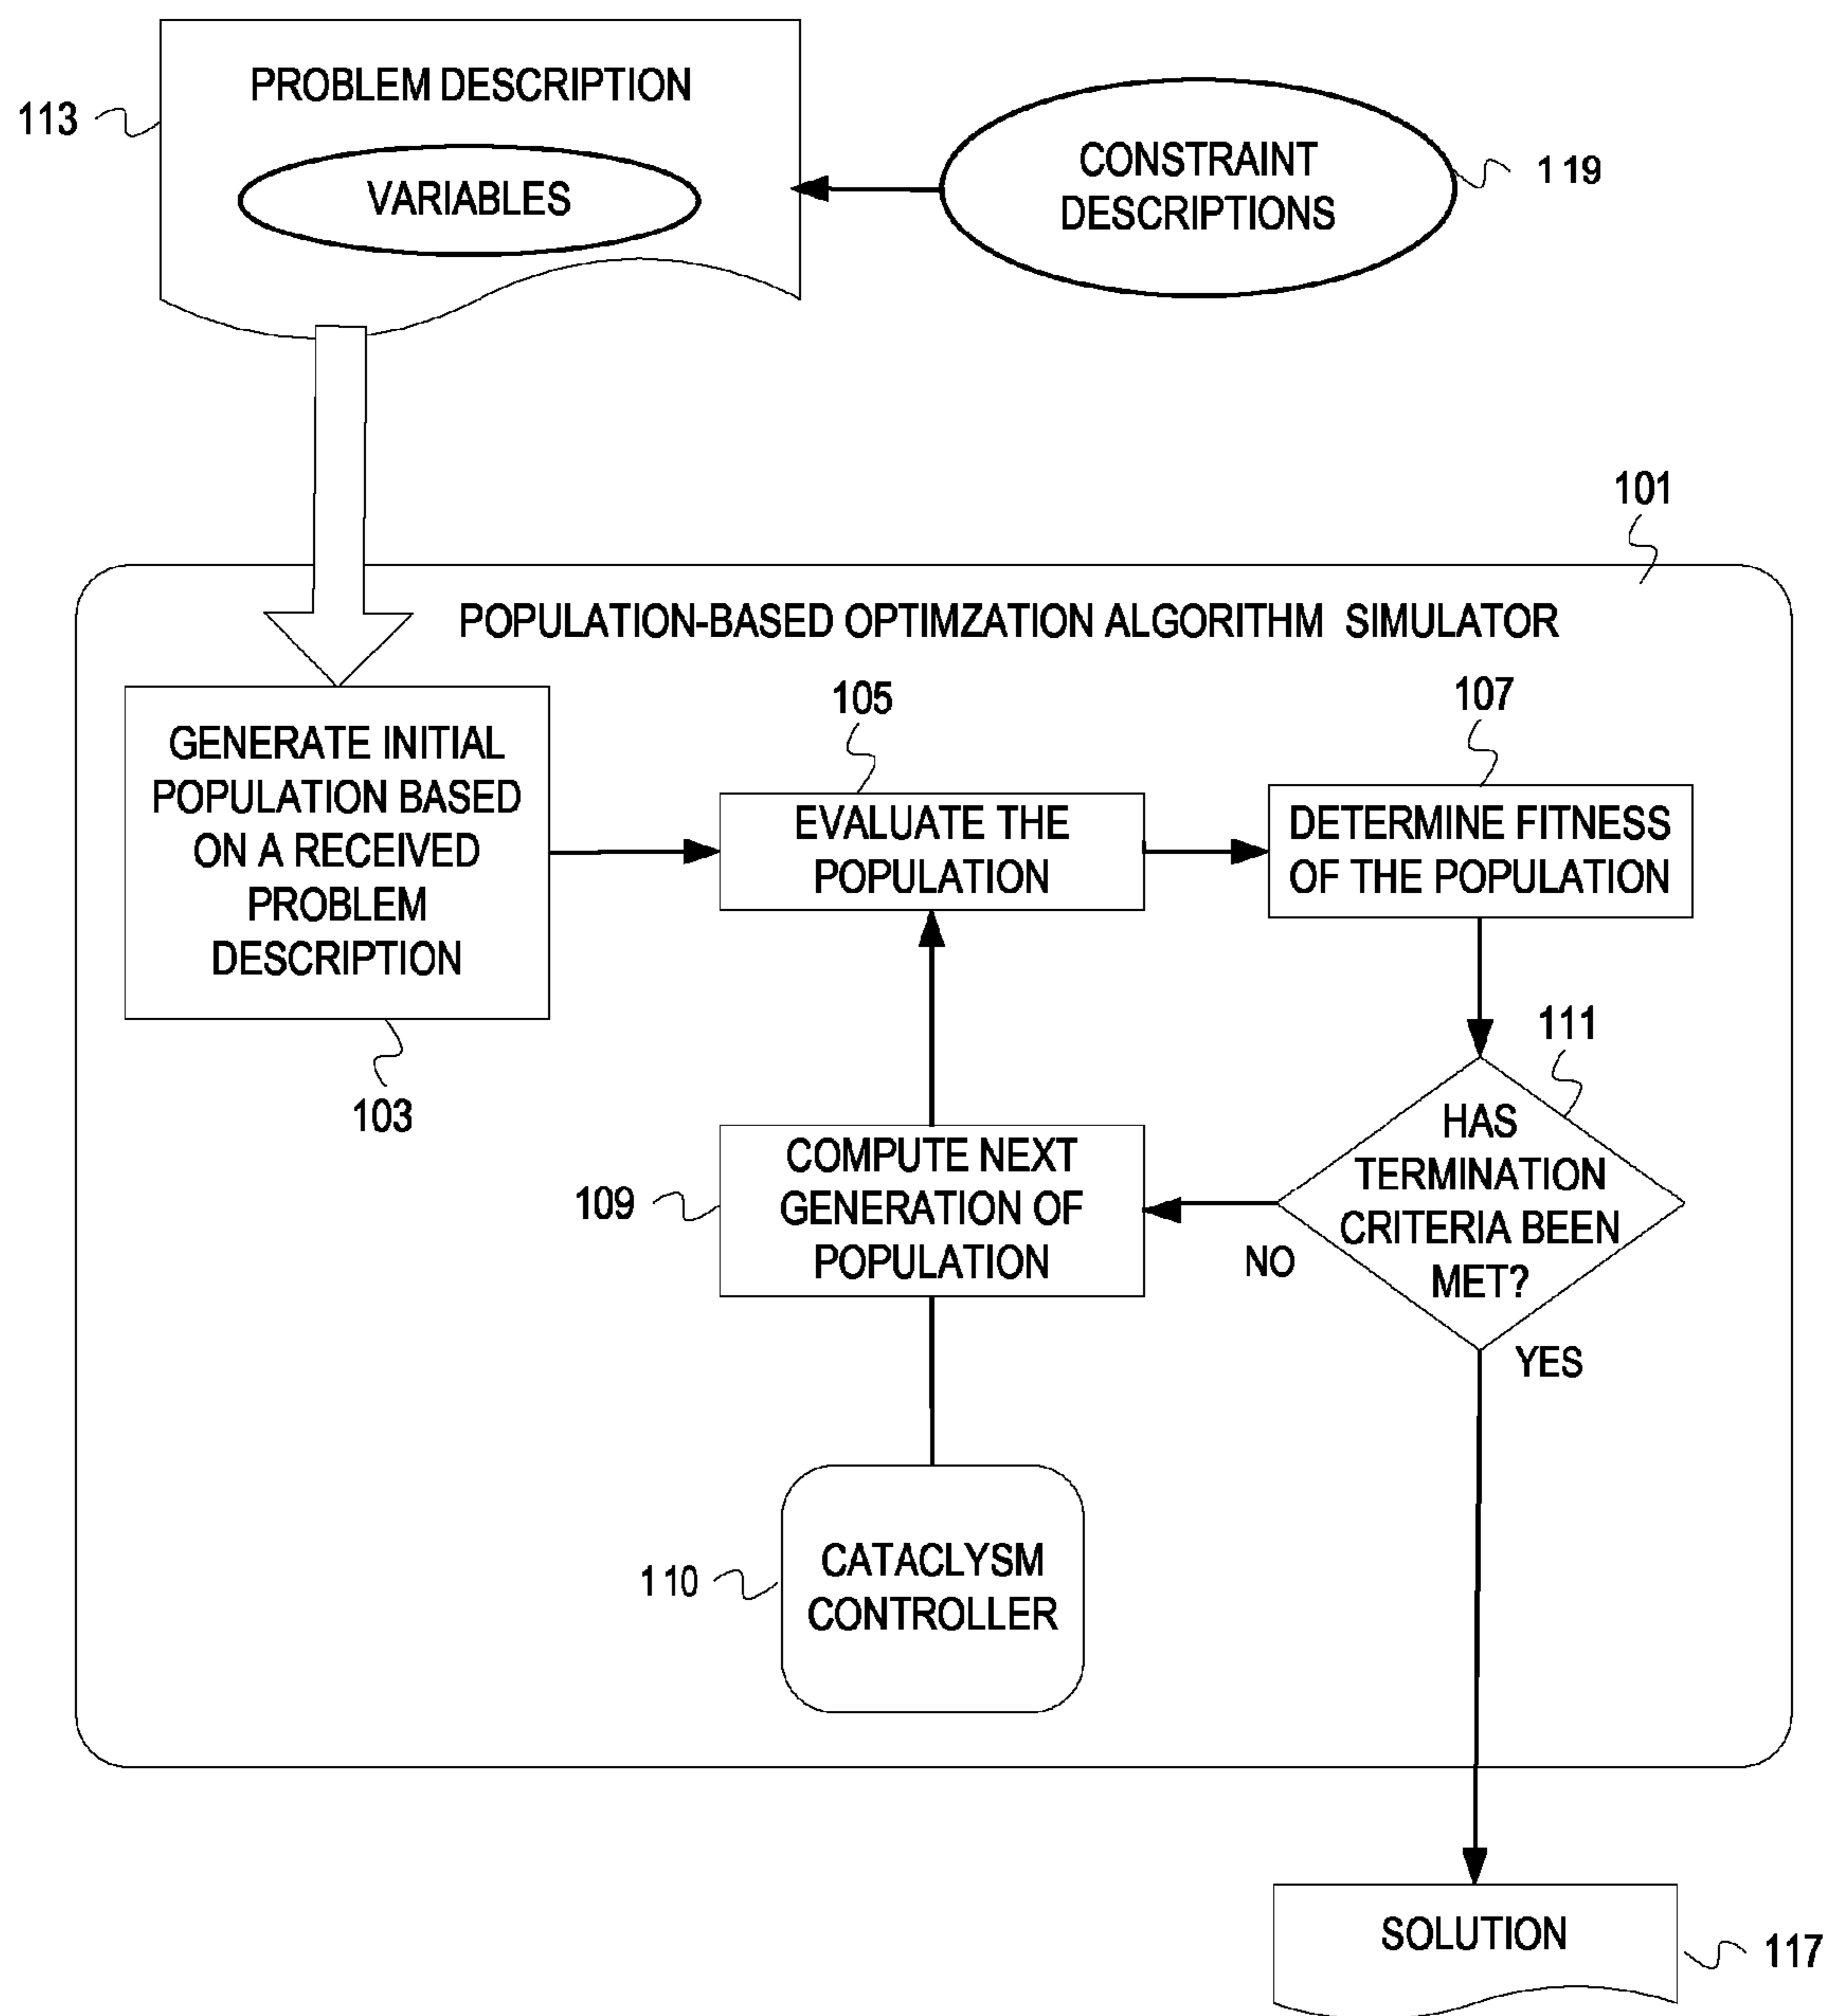 PROBLEM DESCRIPTION
113
VARIABLES
CONSTRAINT
DESCRIPTIONS
119
101
POPULATION-BASED OPTIMZATION ALGORITHM SIMULATOR
GENERATE INITIAL
POPULATION BASED
ON A RECEIVED
PROBLEM
DESCRIPTION
103
105
EVALUATE THE
POPULATION
107
DETERMINE FITNESS
OF THE POPULATION
111
HAS
TERMINATION
CRITERIA BEEN
MET?
NO
YES
109
COMPUTE NEXT
GENERATION OF
POPULATION
110
CATACLYSM
CONTROLLER
SOLUTION
117